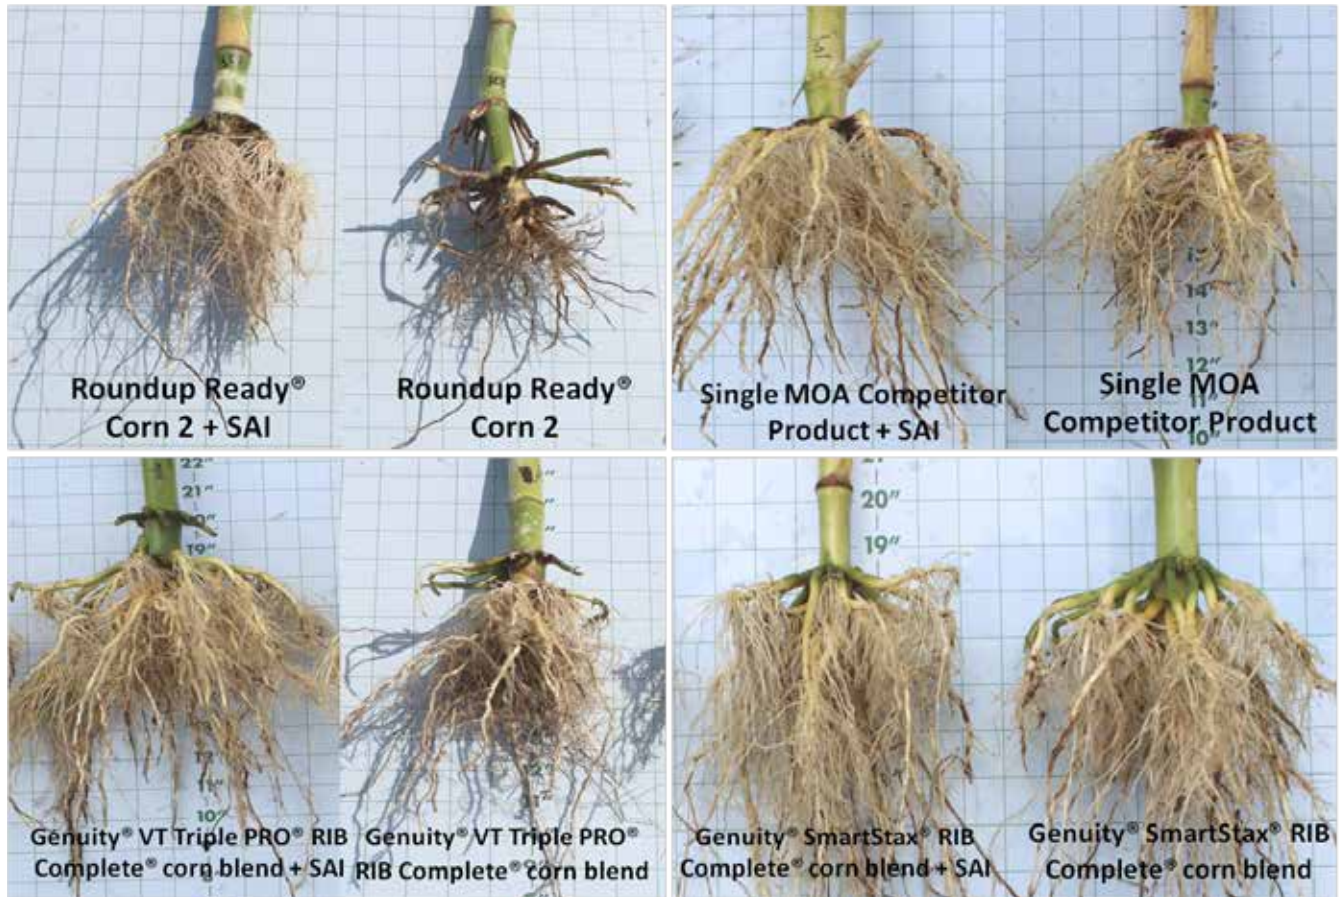 Roundup Ready®
Corn 2 + SAI
Roundup Ready®
Corn 2
Single MOA Competitor
Product + SAI
14"
13"
12"
11"
10"
Single MOA
Competitor Product
22"
21"
19"
11"
10"
Genuity® VT Triple PRO® RIB
Complete® corn blend + SAI
Genuity® VT Triple PRO®
RIB Complete® corn blend
20"
19"
Genuity® SmartStax® RIB
Complete® corn blend + SAI
Genuity® SmartStax® RIB
Complete® corn blend